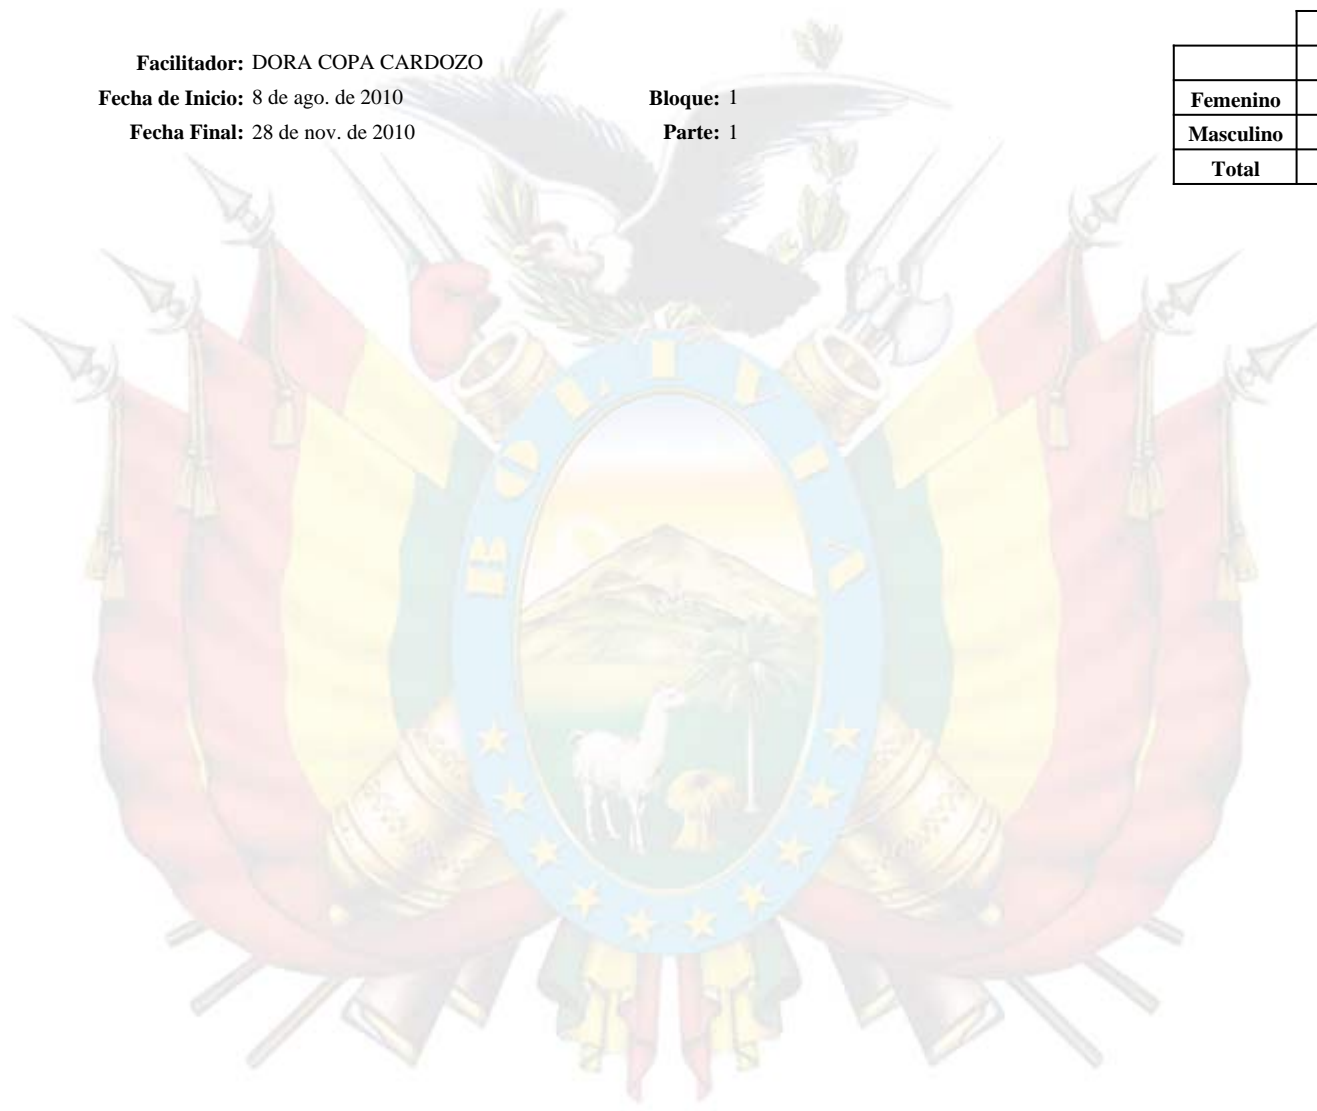 Facilitador: DORA COPA CARDOZO
Fecha de Inicio: 8 de ago. de 2010 Bloque: 1
Fecha Final: 28 de nov. de 2010 Parte: 1
Femenino
Masculino
Total
BOLIVIA